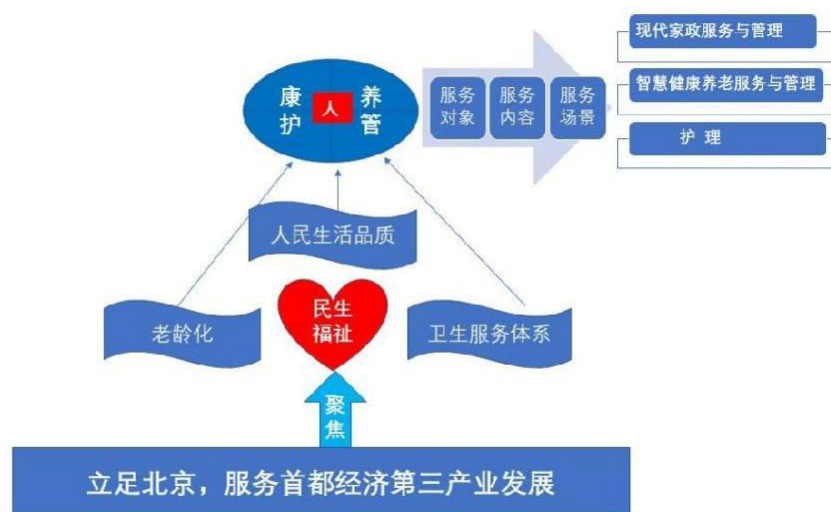 康 养
人
护 管
服务
对象
服务
内容
服务
场景
现代家政服务与管理
智慧健康养老服务与管理
护 理
人民生活品质
老龄化
民生
福祉
卫生服务体系
聚
焦
立足北京，服务首都经济第三产业发展